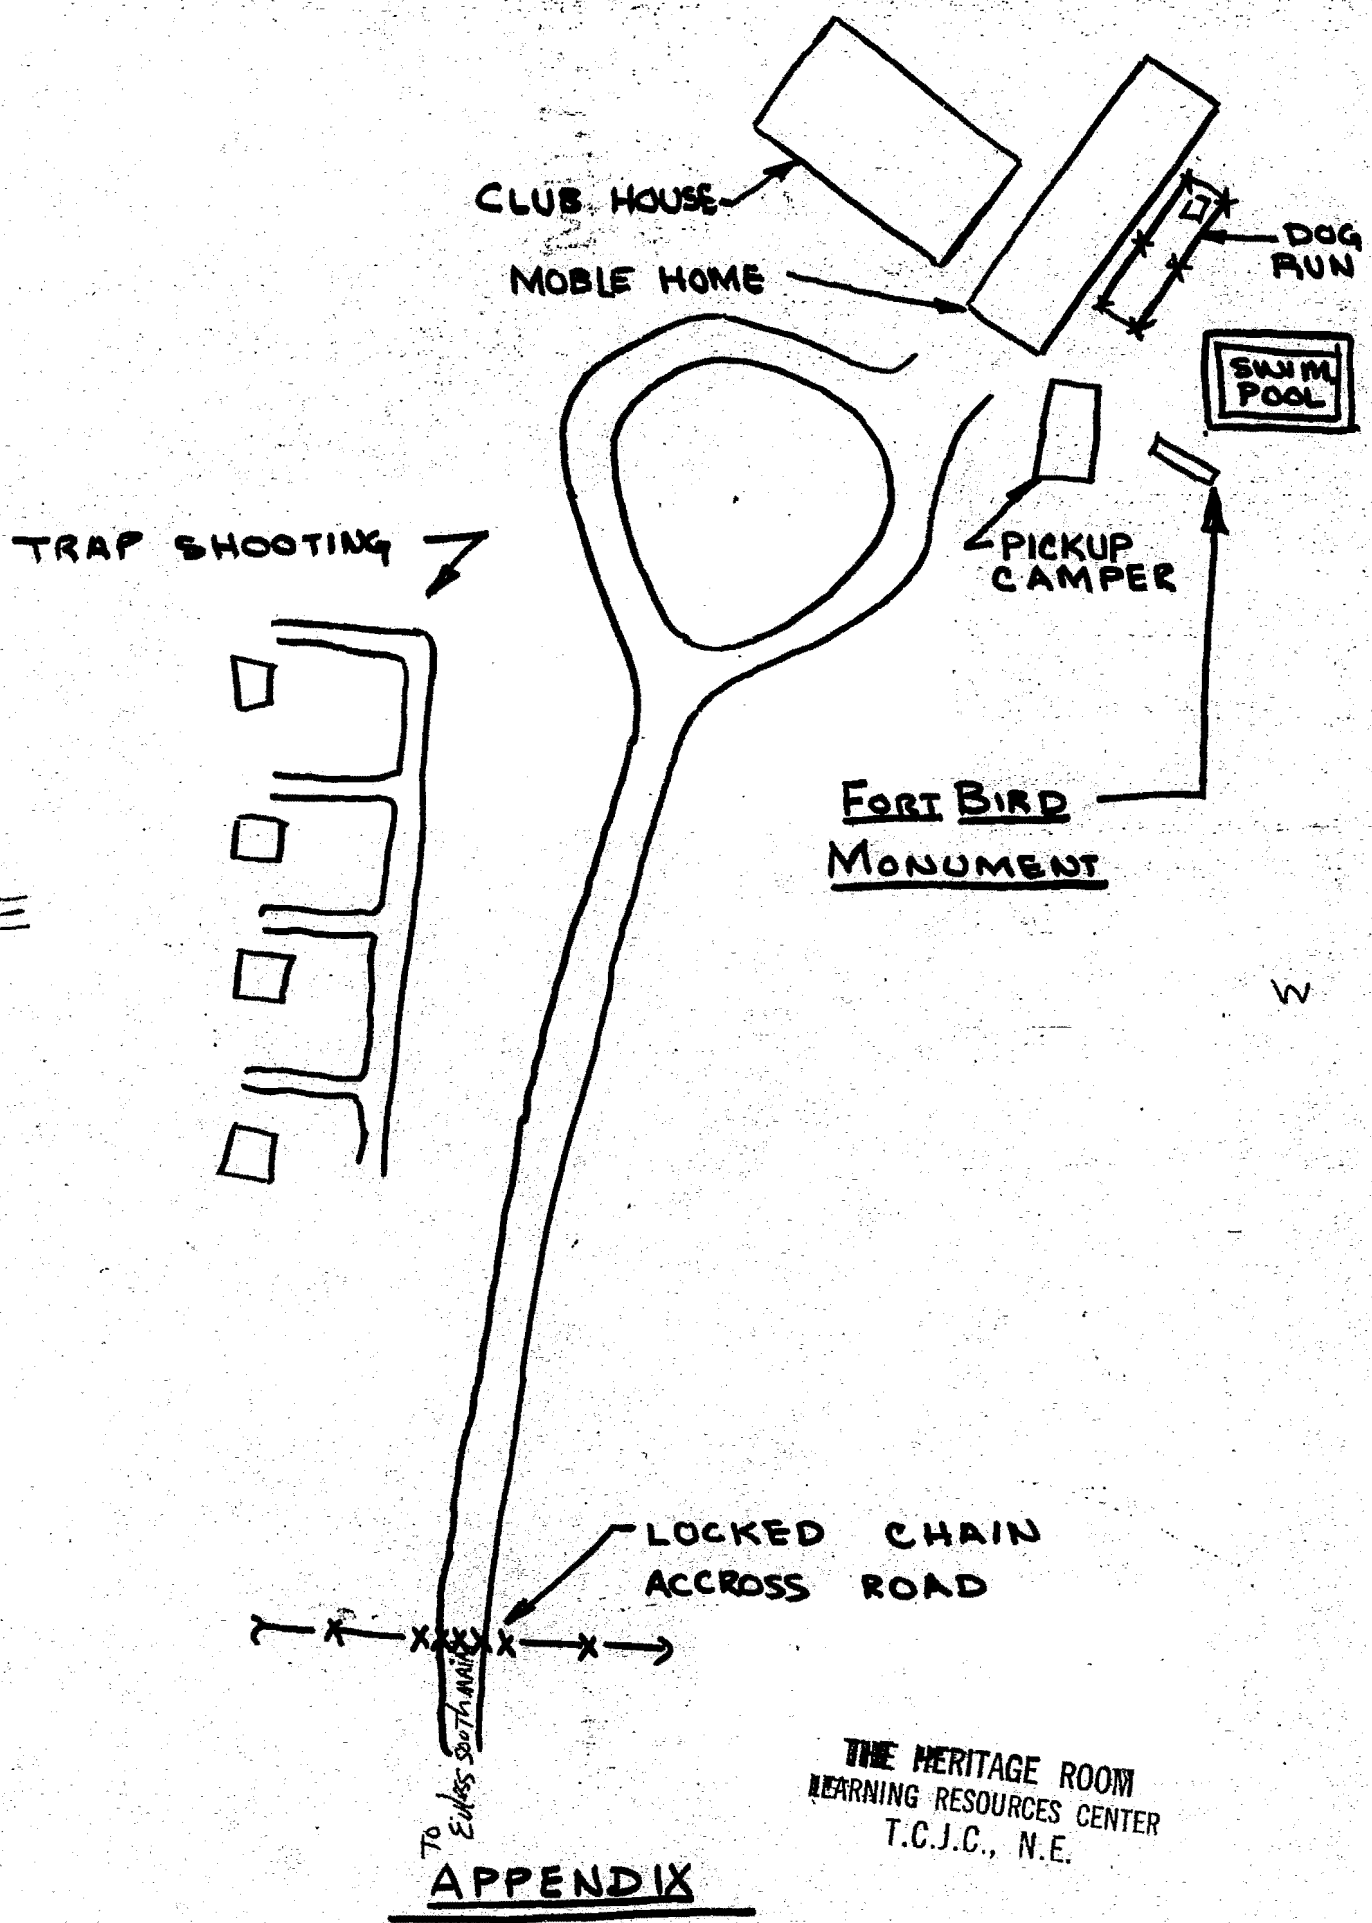 CLUB HOUSE
MOBLE HOME
DOG
RUN
SWIM
POOL
TRAP SHOOTING
PICKUP
CAMPER
FORT BIRD
MONUMENT
E
W
LOCKED CHAIN
ACCROSS ROAD
TO
Euless South MAIN
APPENDIX
THE HERITAGE ROOM
LEARNING RESOURCES CENTER
T.C.J.C., N.E.